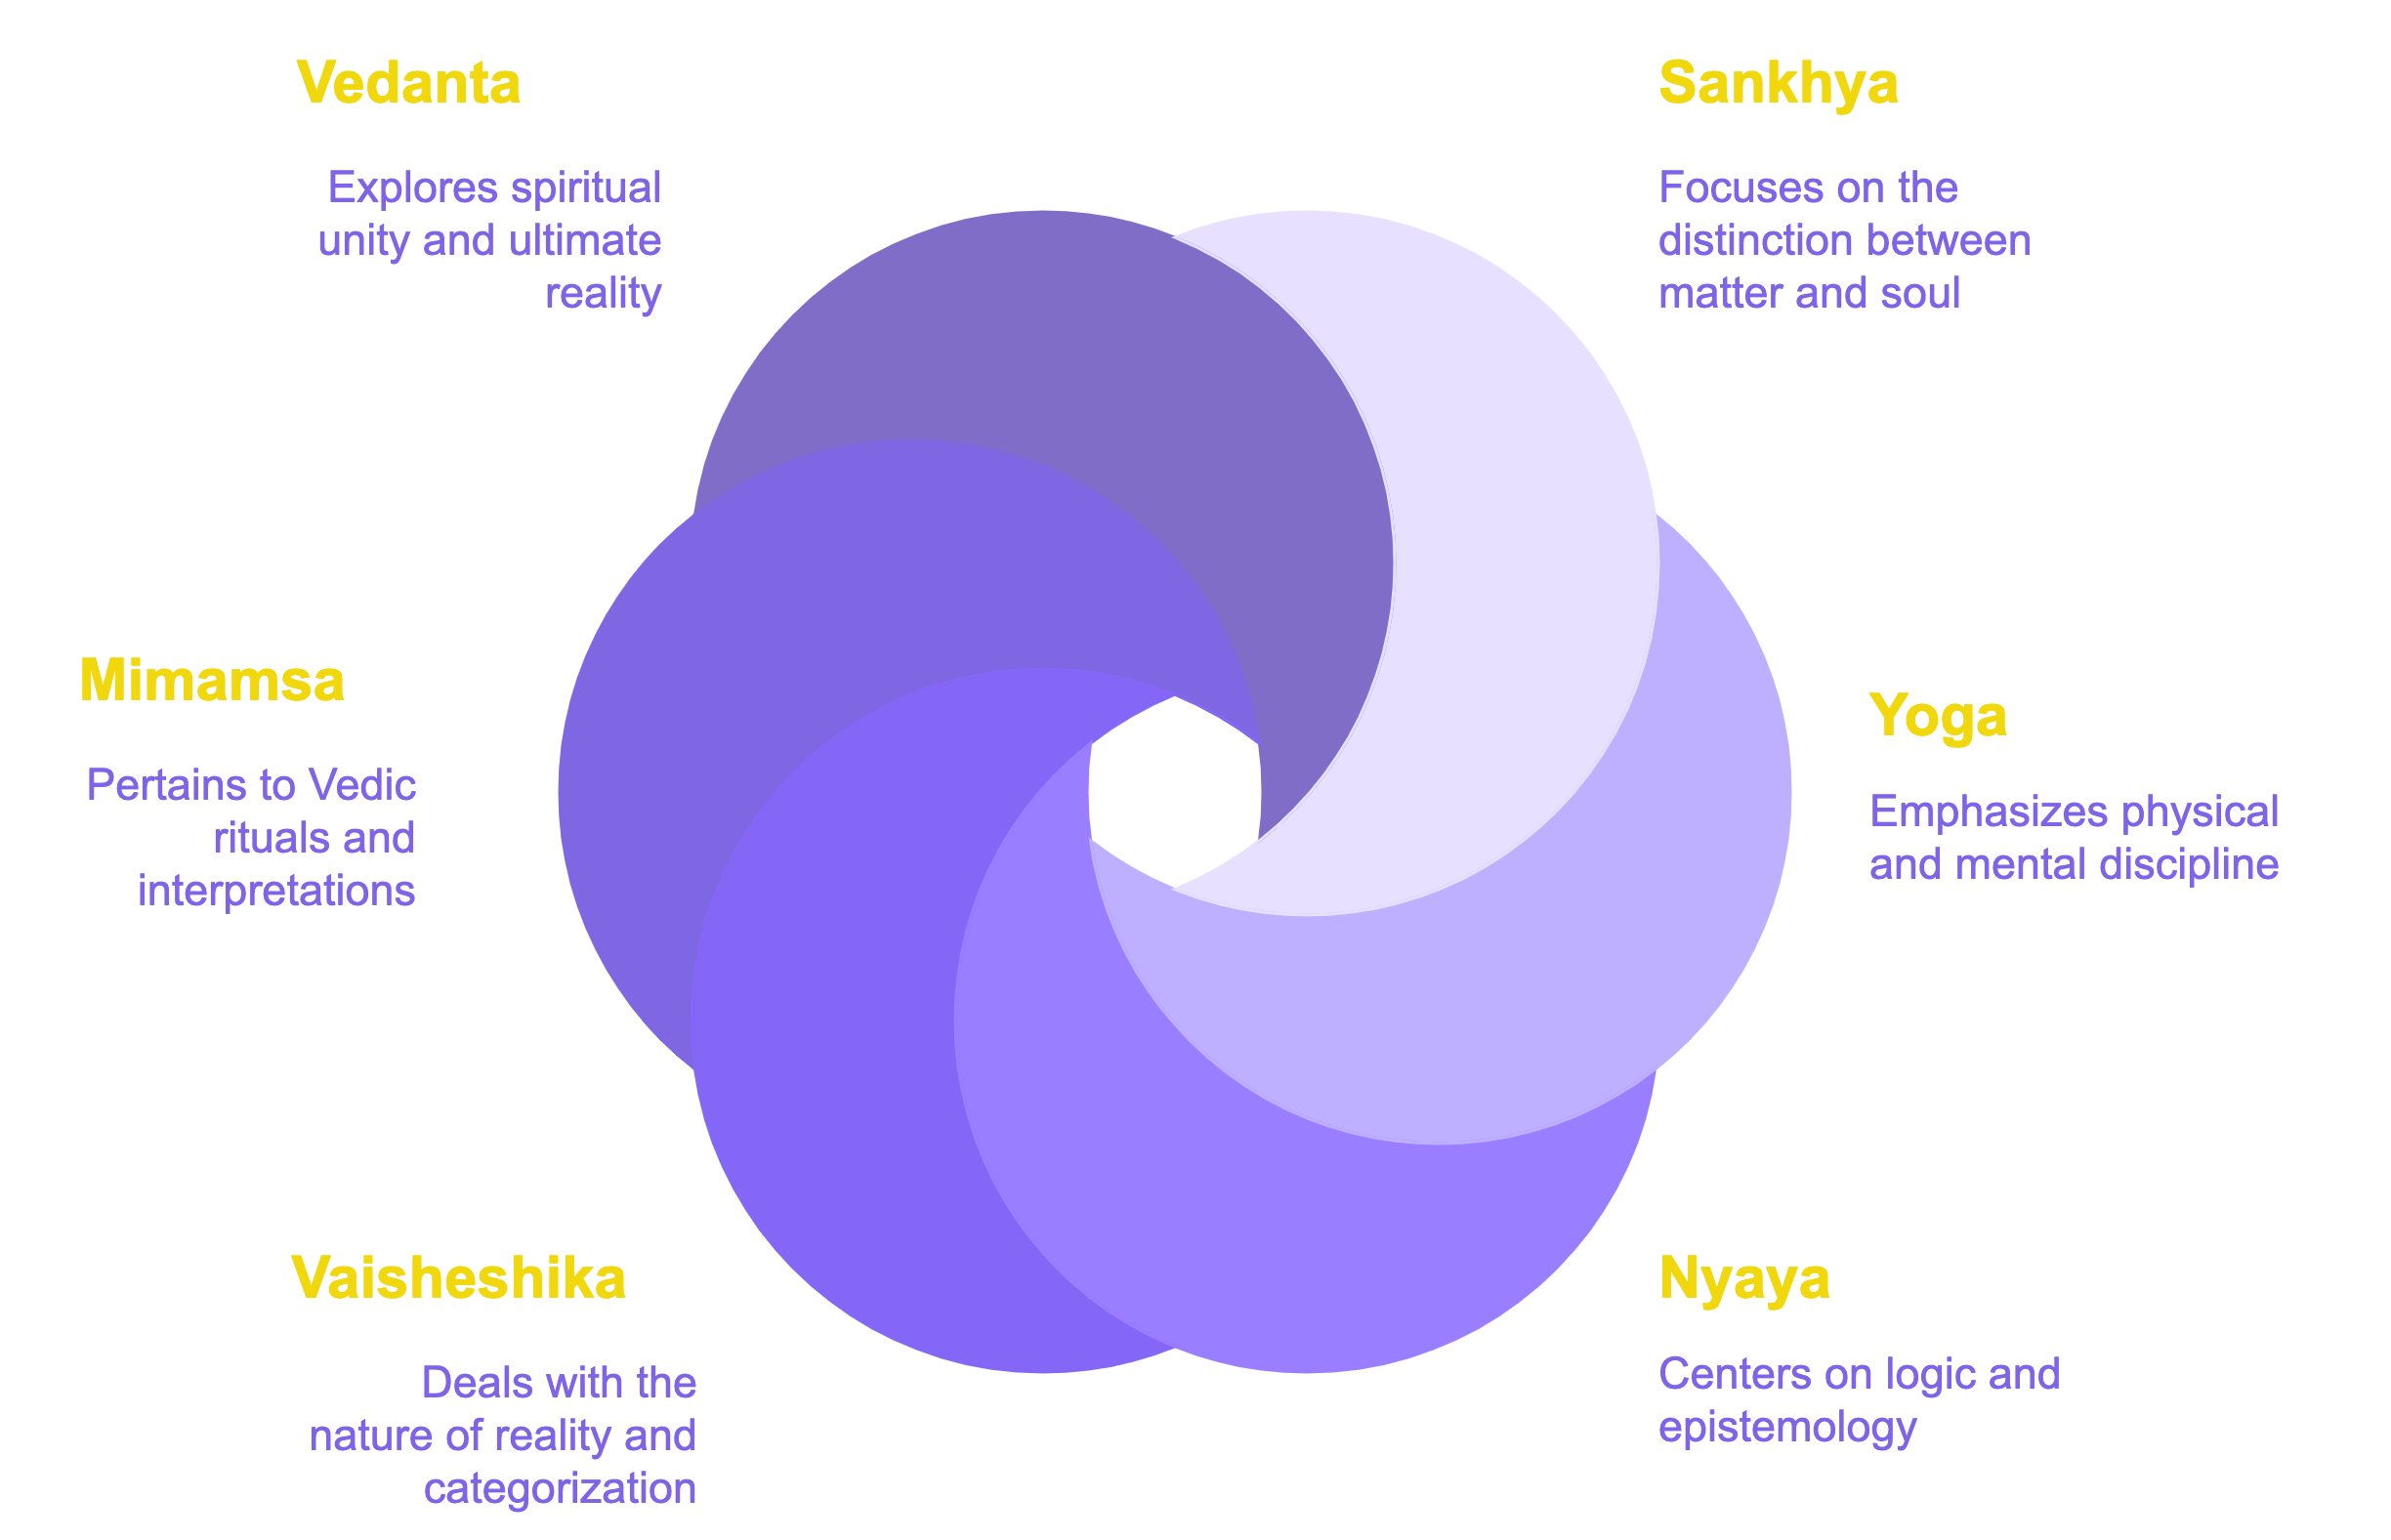 Vedanta
Explores spiritual
unity and ultimate
reality
Sankhya
Focuses on the
distinction between
matter and soul
Mimamsa
Pertains to Vedic
rituals and
interpretations
Yoga
Emphasizes physical
and mental discipline
Vaisheshika
Deals with the
nature of reality and
categorization
Nyaya
Centers on logic and
epistemology